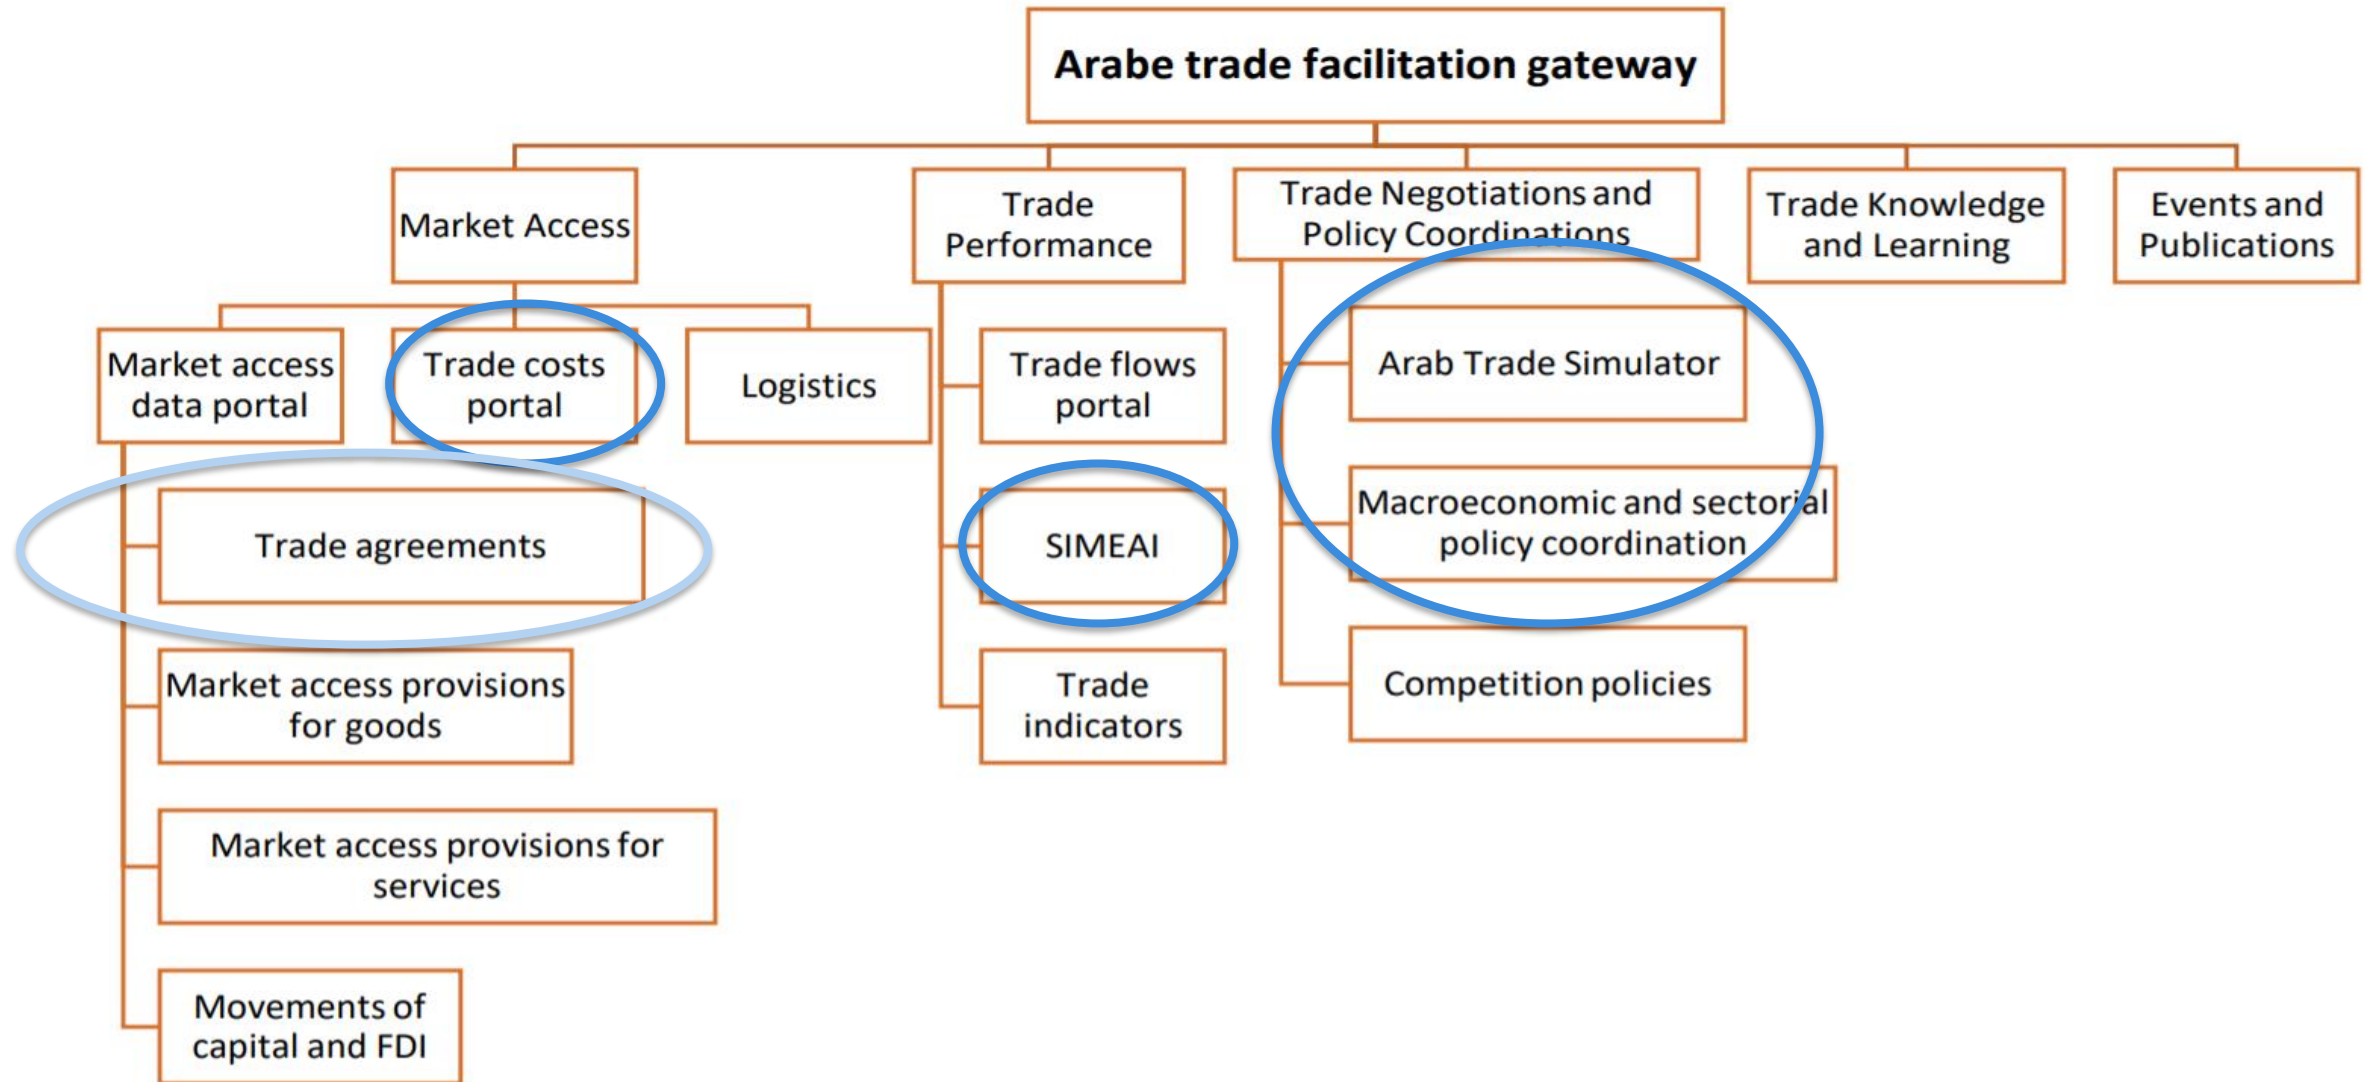 Arabe trade facilitation gateway
Market Access
Trade
Performance
Trade Negotiations and
Policy Coordinations
Trade Knowledge
and Learning
Events and
Publications
Market access
data portal
Trade costs
portal
Logistics
Trade agreements
Market access provisions
for goods
Market access provisions for
services
Movements of
capital and FDI
Trade flows
portal
SIMEAI
Trade
indicators
Arab Trade Simulator
Macroeconomic and sectorial
policy coordination
Competition policies